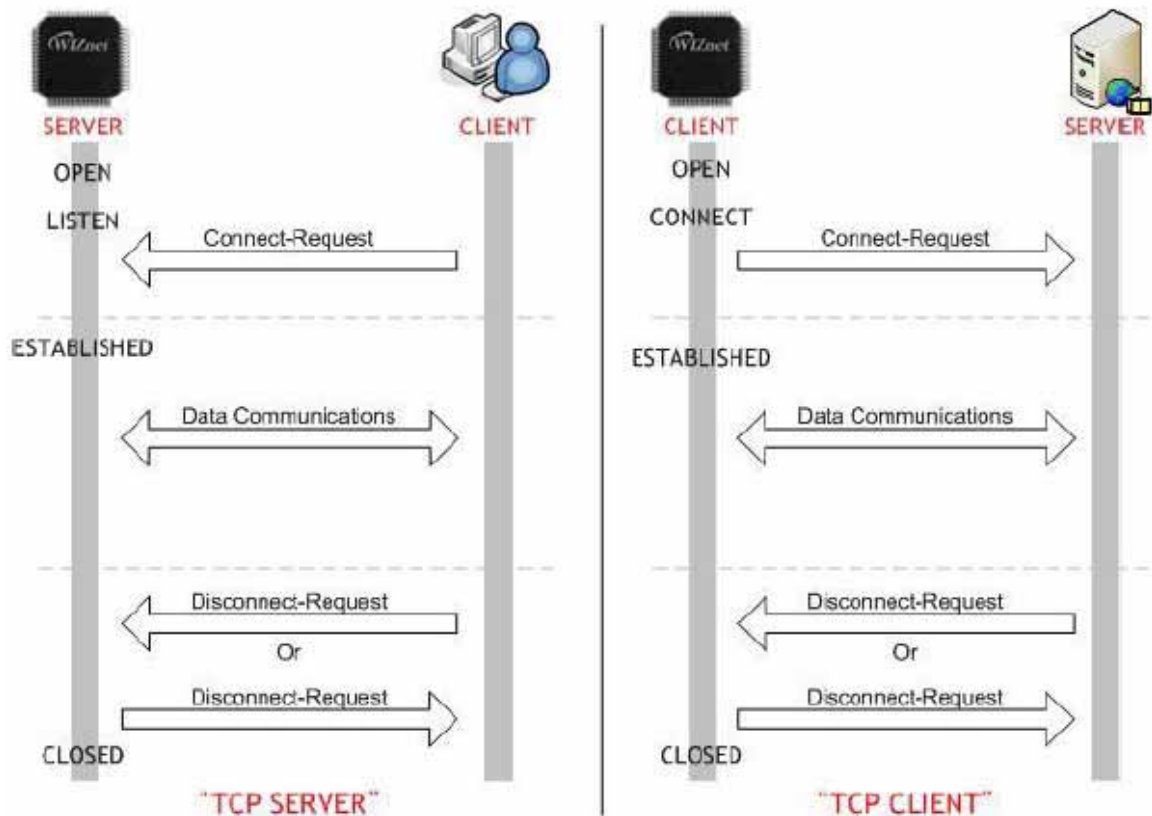 WIZnet
SERVER
CLIENT
OPEN
LISTEN
Connect-Request
ESTABLISHED
Data Communications
Disconnect-Request
Or
Disconnect-Request
CLOSED
"TCP SERVER"
WIZnet
CLIENT
SERVER
OPEN
CONNECT
Connect-Request
ESTABLISHED
Data Communications
Disconnect-Request
Or
Disconnect-Request
CLOSED
"TCP CLIENT"